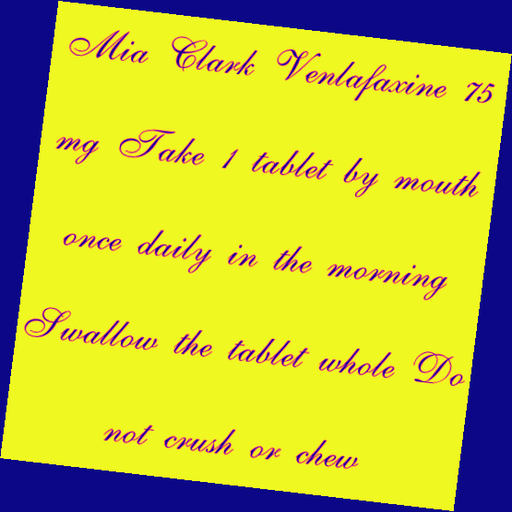 Mia Clark Venlafaxine 75
mg Take 1 tablet by mouth
once daily in the morning
Swallow the tablet whole Do
not crush or chew